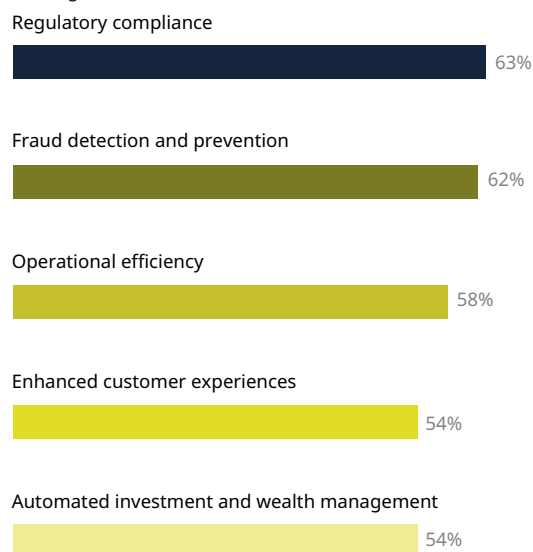 Regulatory compliance
63%
Fraud detection and prevention
62%
Operational efficiency
58%
Enhanced customer experiences
54%
Automated investment and wealth management
54%